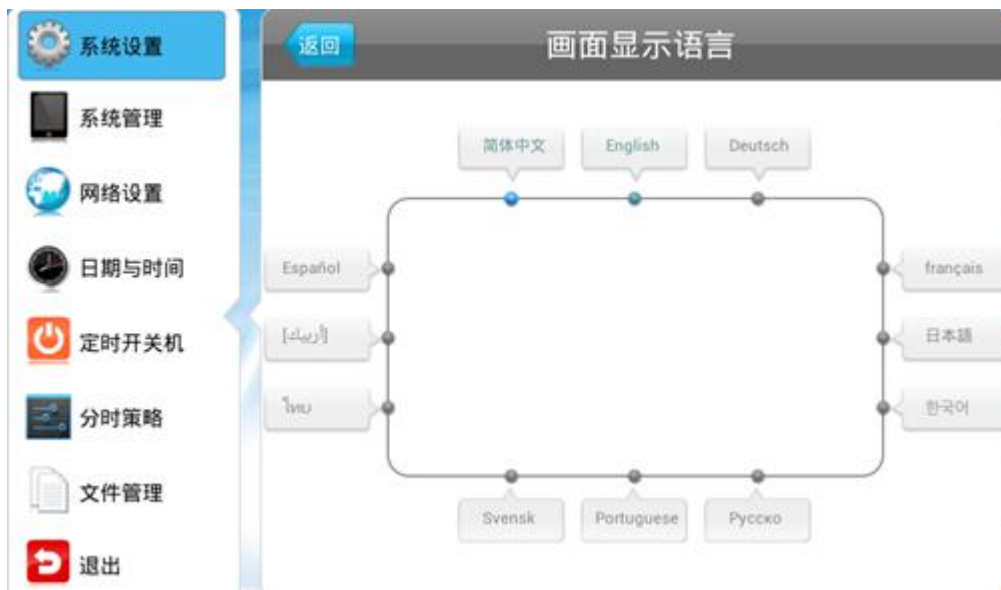 系统设置
系统管理
网络设置
日期与时间
定时开关机
分时策略
文件管理
退出
返回
画面显示语言
简体中文
English
Deutsch
Español
français
[أربيك]
日本語
ไทย
한국어
Svensk
Portuguese
Русско